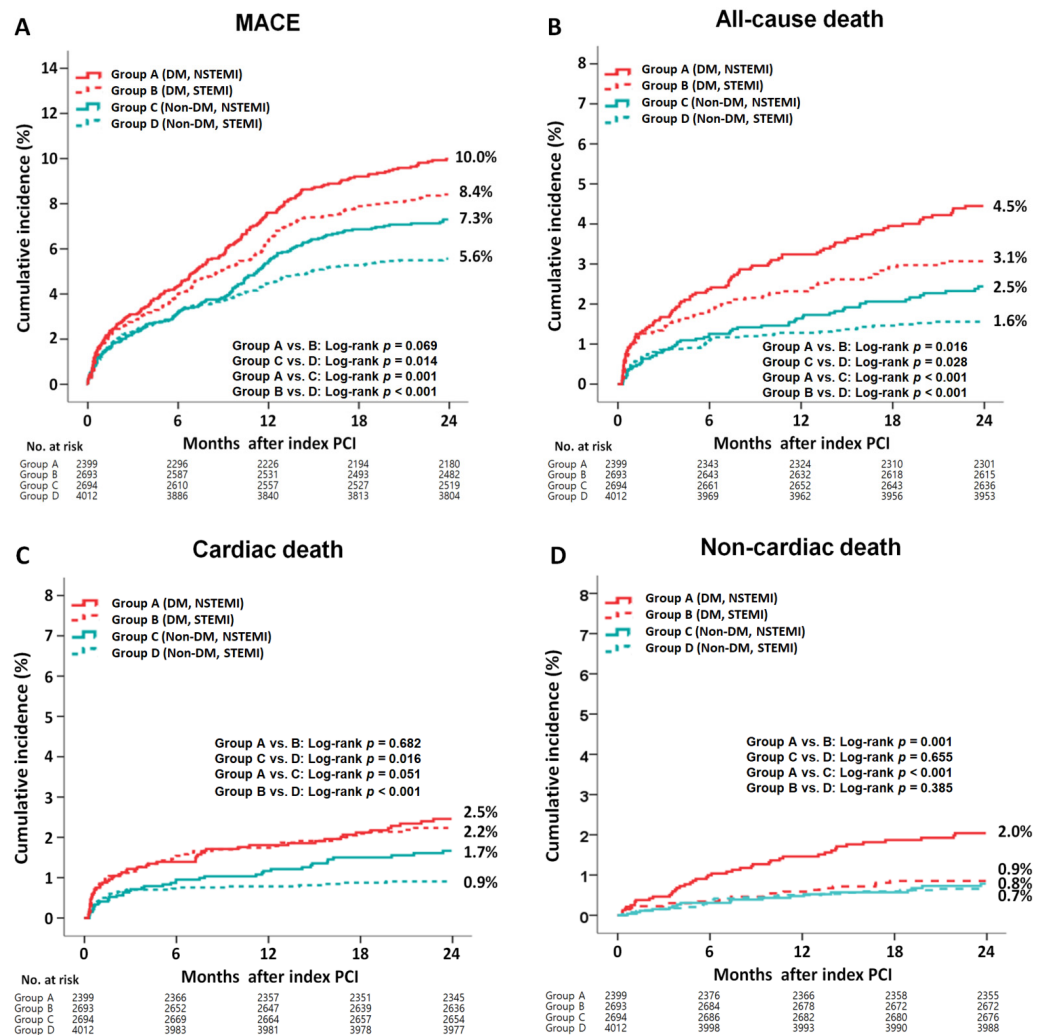 A
MACE
Cumulative incidence (%)
14
12
10
8
6
4
2
0
Group A (DM, NSTEMI)
Group B (DM, STEMI)
Group C (Non-DM, NSTEMI)
Group D (Non-DM, STEMI)
10.0%
8.4%
7.3%
5.6%
Group A vs. B: Log-rank p = 0.069
Group C vs. D: Log-rank p = 0.014
Group A vs. C: Log-rank p = 0.001
Group B vs. D: Log-rank p < 0.001
0 6 12 18 24
Months after index PCI
No. at risk
Group A 2399 2296 2226 2194 2180
Group B 2693 2587 2531 2493 2482
Group C 2694 2610 2557 2527 2519
Group D 4012 3886 3840 3813 3804
B
All-cause death
Cumulative incidence (%)
8
7
6
5
4
3
2
1
0
Group A (DM, NSTEMI)
Group B (DM, STEMI)
Group C (Non-DM, NSTEMI)
Group D (Non-DM, STEMI)
4.5%
3.1%
2.5%
1.6%
Group A vs. B: Log-rank p = 0.016
Group C vs. D: Log-rank p = 0.028
Group A vs. C: Log-rank p < 0.001
Group B vs. D: Log-rank p < 0.001
0 6 12 18 24
Months after index PCI
No. at risk
Group A 2399 2343 2324 2310 2301
Group B 2693 2643 2632 2618 2615
Group C 2694 2661 2652 2643 2636
Group D 4012 3969 3962 3956 3953
C
Cardiac death
Cumulative incidence (%)
8
7
6
5
4
3
2
1
0
Group A (DM, NSTEMI)
Group B (DM, STEMI)
Group C (Non-DM, NSTEMI)
Group D (Non-DM, STEMI)
Group A vs. B: Log-rank p = 0.682
Group C vs. D: Log-rank p = 0.016
Group A vs. C: Log-rank p = 0.051
Group B vs. D: Log-rank p < 0.001
2.5%
2.2%
1.7%
0.9%
0 6 12 18 24
Months after index PCI
No. at risk
Group A 2399 2366 2357 2351 2345
Group B 2693 2652 2647 2639 2636
Group C 2694 2669 2664 2657 2654
Group D 4012 3983 3981 3978 3977
D
Non-cardiac death
Cumulative incidence (%)
8
7
6
5
4
3
2
1
0
Group A (DM, NSTEMI)
Group B (DM, STEMI)
Group C (Non-DM, NSTEMI)
Group D (Non-DM, STEMI)
Group A vs. B: Log-rank p = 0.001
Group C vs. D: Log-rank p = 0.655
Group A vs. C: Log-rank p < 0.001
Group B vs. D: Log-rank p = 0.385
2.0%
0.9%
0.8%
0.7%
0 6 12 18 24
Months after index PCI
No. at risk
Group A 2399 2376 2366 2358 2355
Group B 2693 2684 2678 2672 2672
Group C 2694 2686 2682 2680 2676
Group D 4012 3998 3993 3990 3988